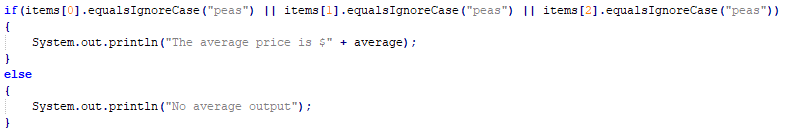 if(items[0].equalsIgnoreCase("peas") || items[1].equalsIgnoreCase("peas") || items[2].equalsIgnoreCase("peas"))
{
    System.out.println("The average price is $" + average);
}
else
{
    System.out.println("No average output");
}